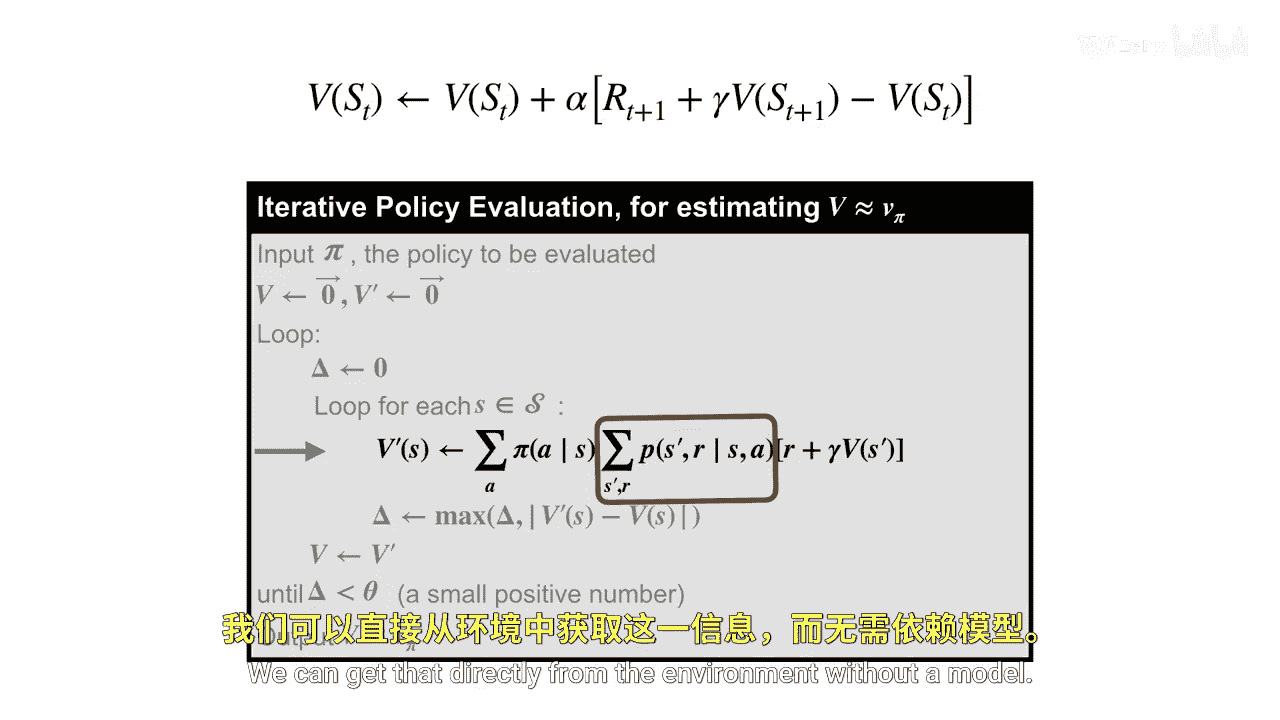 V(S_t) ← V(S_t) + α[R_{t+1} + γV(S_{t+1}) − V(S_t)]
Iterative Policy Evaluation, for estimating V ≈ v_π
Input π , the policy to be evaluated
V ← 0⃗, V′ ← 0⃗
Loop:
Δ ← 0
Loop for each s ∈ 𝒮 :
V′(s) ← ∑_a π(a | s) ∑_{s′,r} p(s′, r | s, a)[r + γV(s′)]
Δ ← max(Δ, | V′(s) − V(s) | )
V ← V′
until Δ < θ (a small positive number)
我们可以直接从环境中获取这一信息，而无需依赖模型。
We can get that directly from the environment without a model.